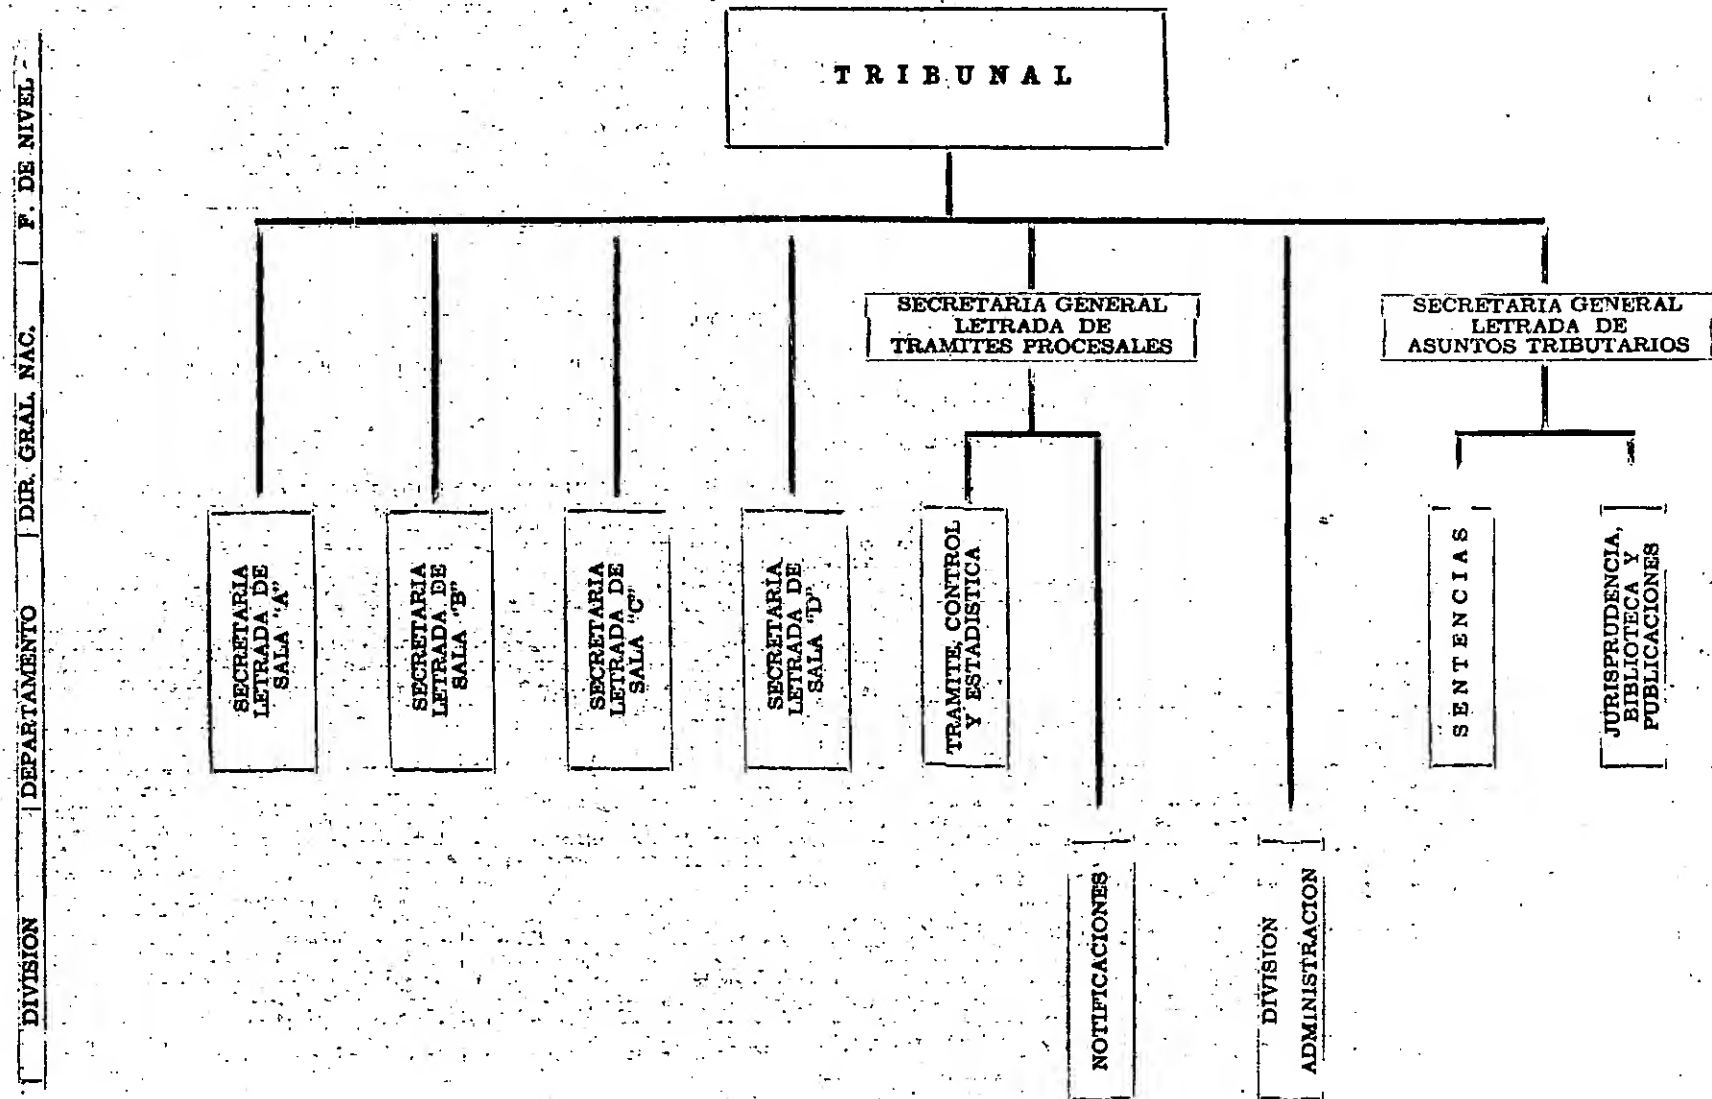 TRIBUNAL
F. DE NIVEL
DIR. GRAL. NAC.
DEPARTAMENTO
DIVISION
SECRETARIA GENERAL
LETRADA DE
TRAMITES PROCESALES
SECRETARIA GENERAL
LETRADA DE
ASUNTOS TRIBUTARIOS
SECRETARIA
LETRADA DE
SALA "A"
SECRETARIA
LETRADA DE
SALA "B"
SECRETARIA
LETRADA DE
SALA "C"
SECRETARIA
LETRADA DE
SALA "D"
TRAMITE, CONTROL
Y ESTADISTICA
SENTENCIAS
JURISPRUDENCIA,
BIBLIOTECA Y
PUBLICACIONES
NOTIFICACIONES
DIVISION
ADMINISTRACION